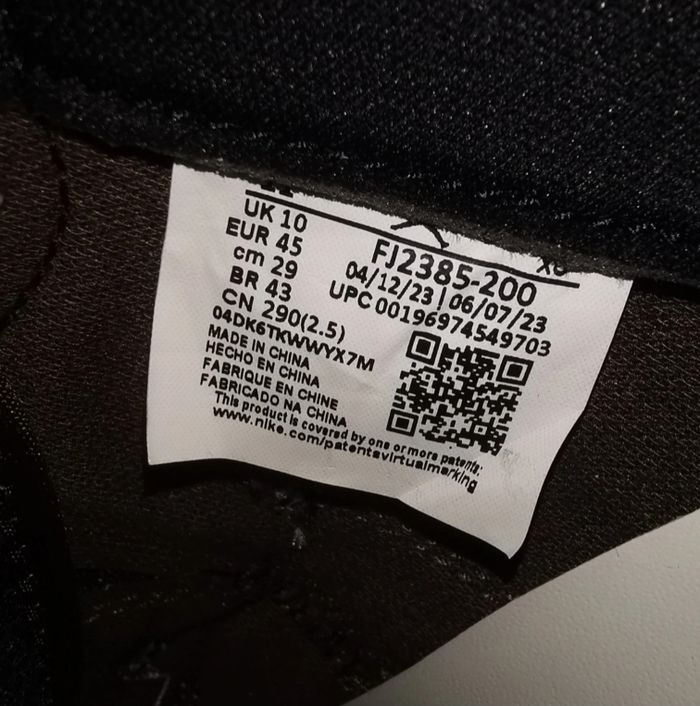 UK 10
EUR 45
cm 29
BR 43
CN 290(2.5)
04DK6TKWWYX7M
MADE IN CHINA
HECHO EN CHINA
FABRIQUE EN CHINE
FABRICADO NA CHINA
This product is covered by one or more patents:
www.nike.com/patentsvirtualmarking
FJ2385-200
04/12/23 | 06/07/23
UPC 00196974549703